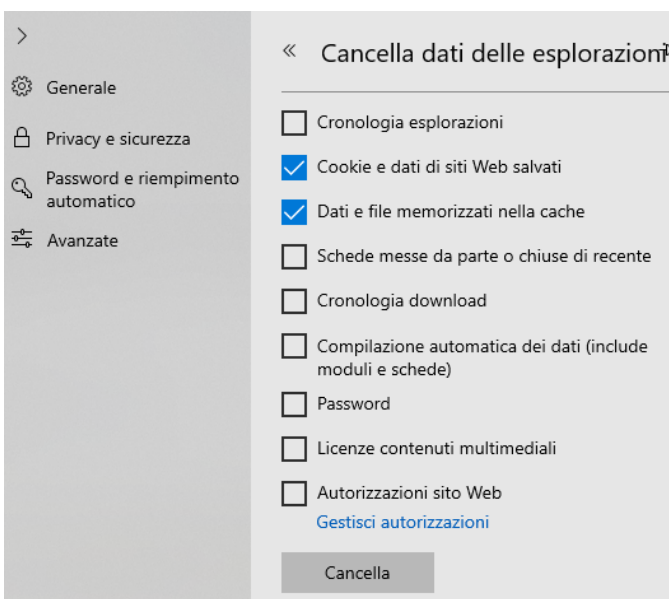 Generale
Privacy e sicurezza
Password e riempimento
automatico
Avanzate
Cancella dati delle esplorazioni
Cronologia esplorazioni
Cookie e dati di siti Web salvati
Dati e file memorizzati nella cache
Schede messe da parte o chiuse di recente
Cronologia download
Compilazione automatica dei dati (include
moduli e schede)
Password
Licenze contenuti multimediali
Autorizzazioni sito Web
Gestisci autorizzazioni
Cancella